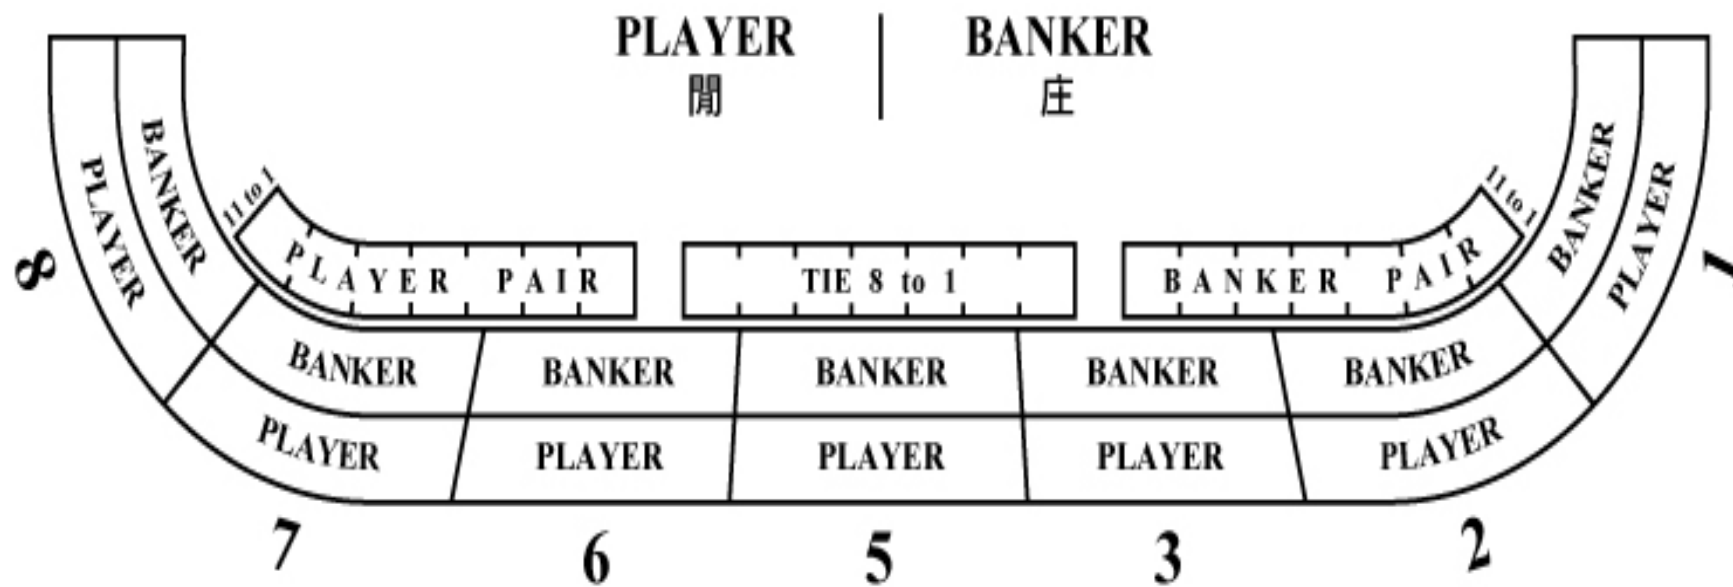 PLAYER
BANKER
閒
庄
BANKER
PLAYER
11 to 1
PLAYER PAIR
TIE 8 to 1
BANKER PAIR
11 to 1
BANKER
PLAYER
8
1
BANKER
BANKER
BANKER
BANKER
BANKER
PLAYER
PLAYER
PLAYER
PLAYER
PLAYER
7
6
5
3
2